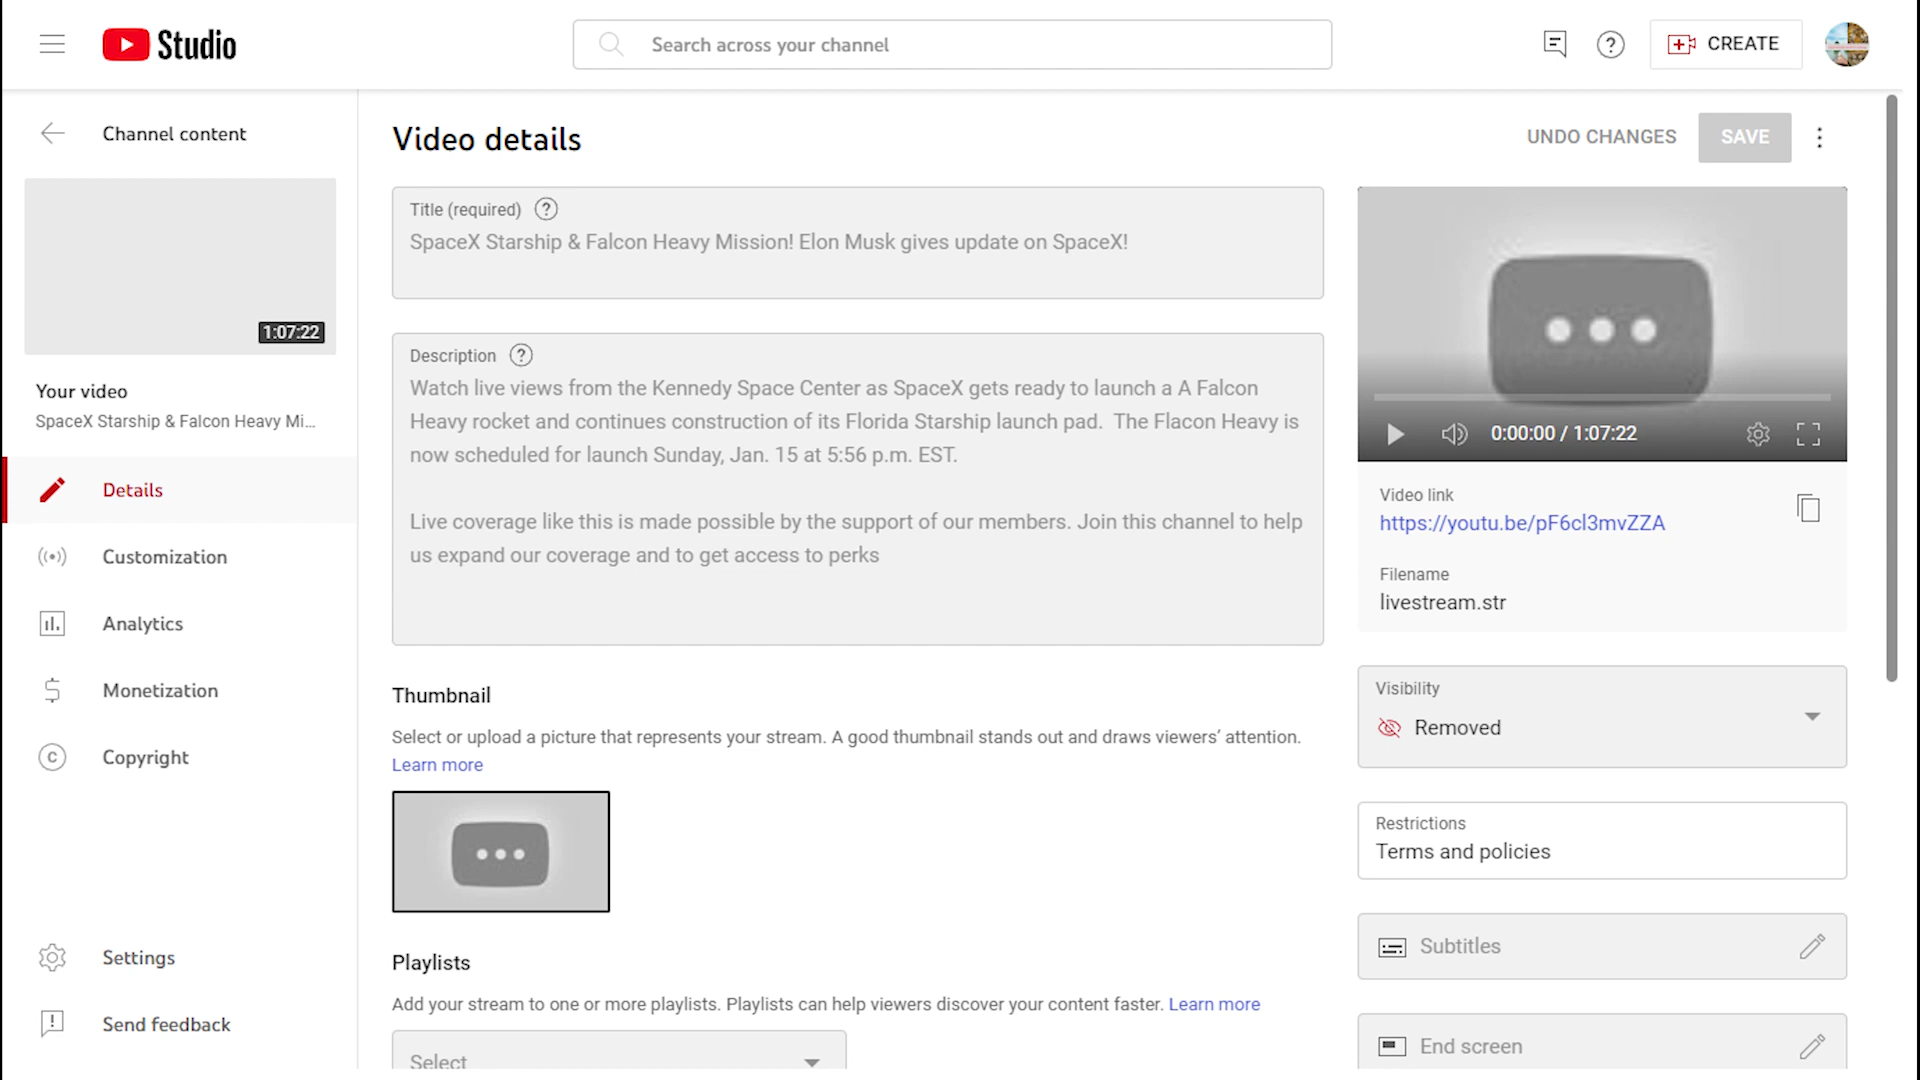 Studio
Search across your channel
CREATE
Channel content
Video details
UNDO CHANGES
SAVE
1:07:22
Your video
SpaceX Starship & Falcon Heavy Mi...
Details
Customization
Analytics
Monetization
Copyright
Settings
Send feedback
Title (required)
SpaceX Starship & Falcon Heavy Mission! Elon Musk gives update on SpaceX!
Description
Watch live views from the Kennedy Space Center as SpaceX gets ready to launch a A Falcon
Heavy rocket and continues construction of its Florida Starship launch pad.  The Flacon Heavy is
now scheduled for launch Sunday, Jan. 15 at 5:56 p.m. EST.
Live coverage like this is made possible by the support of our members. Join this channel to help
us expand our coverage and to get access to perks
Thumbnail
Select or upload a picture that represents your stream. A good thumbnail stands out and draws viewers' attention.
Learn more
Playlists
Add your stream to one or more playlists. Playlists can help viewers discover your content faster. Learn more
Select
0:00:00 / 1:07:22
Video link
https://youtu.be/pF6cl3mvZZA
Filename
livestream.str
Visibility
Removed
Restrictions
Terms and policies
Subtitles
End screen